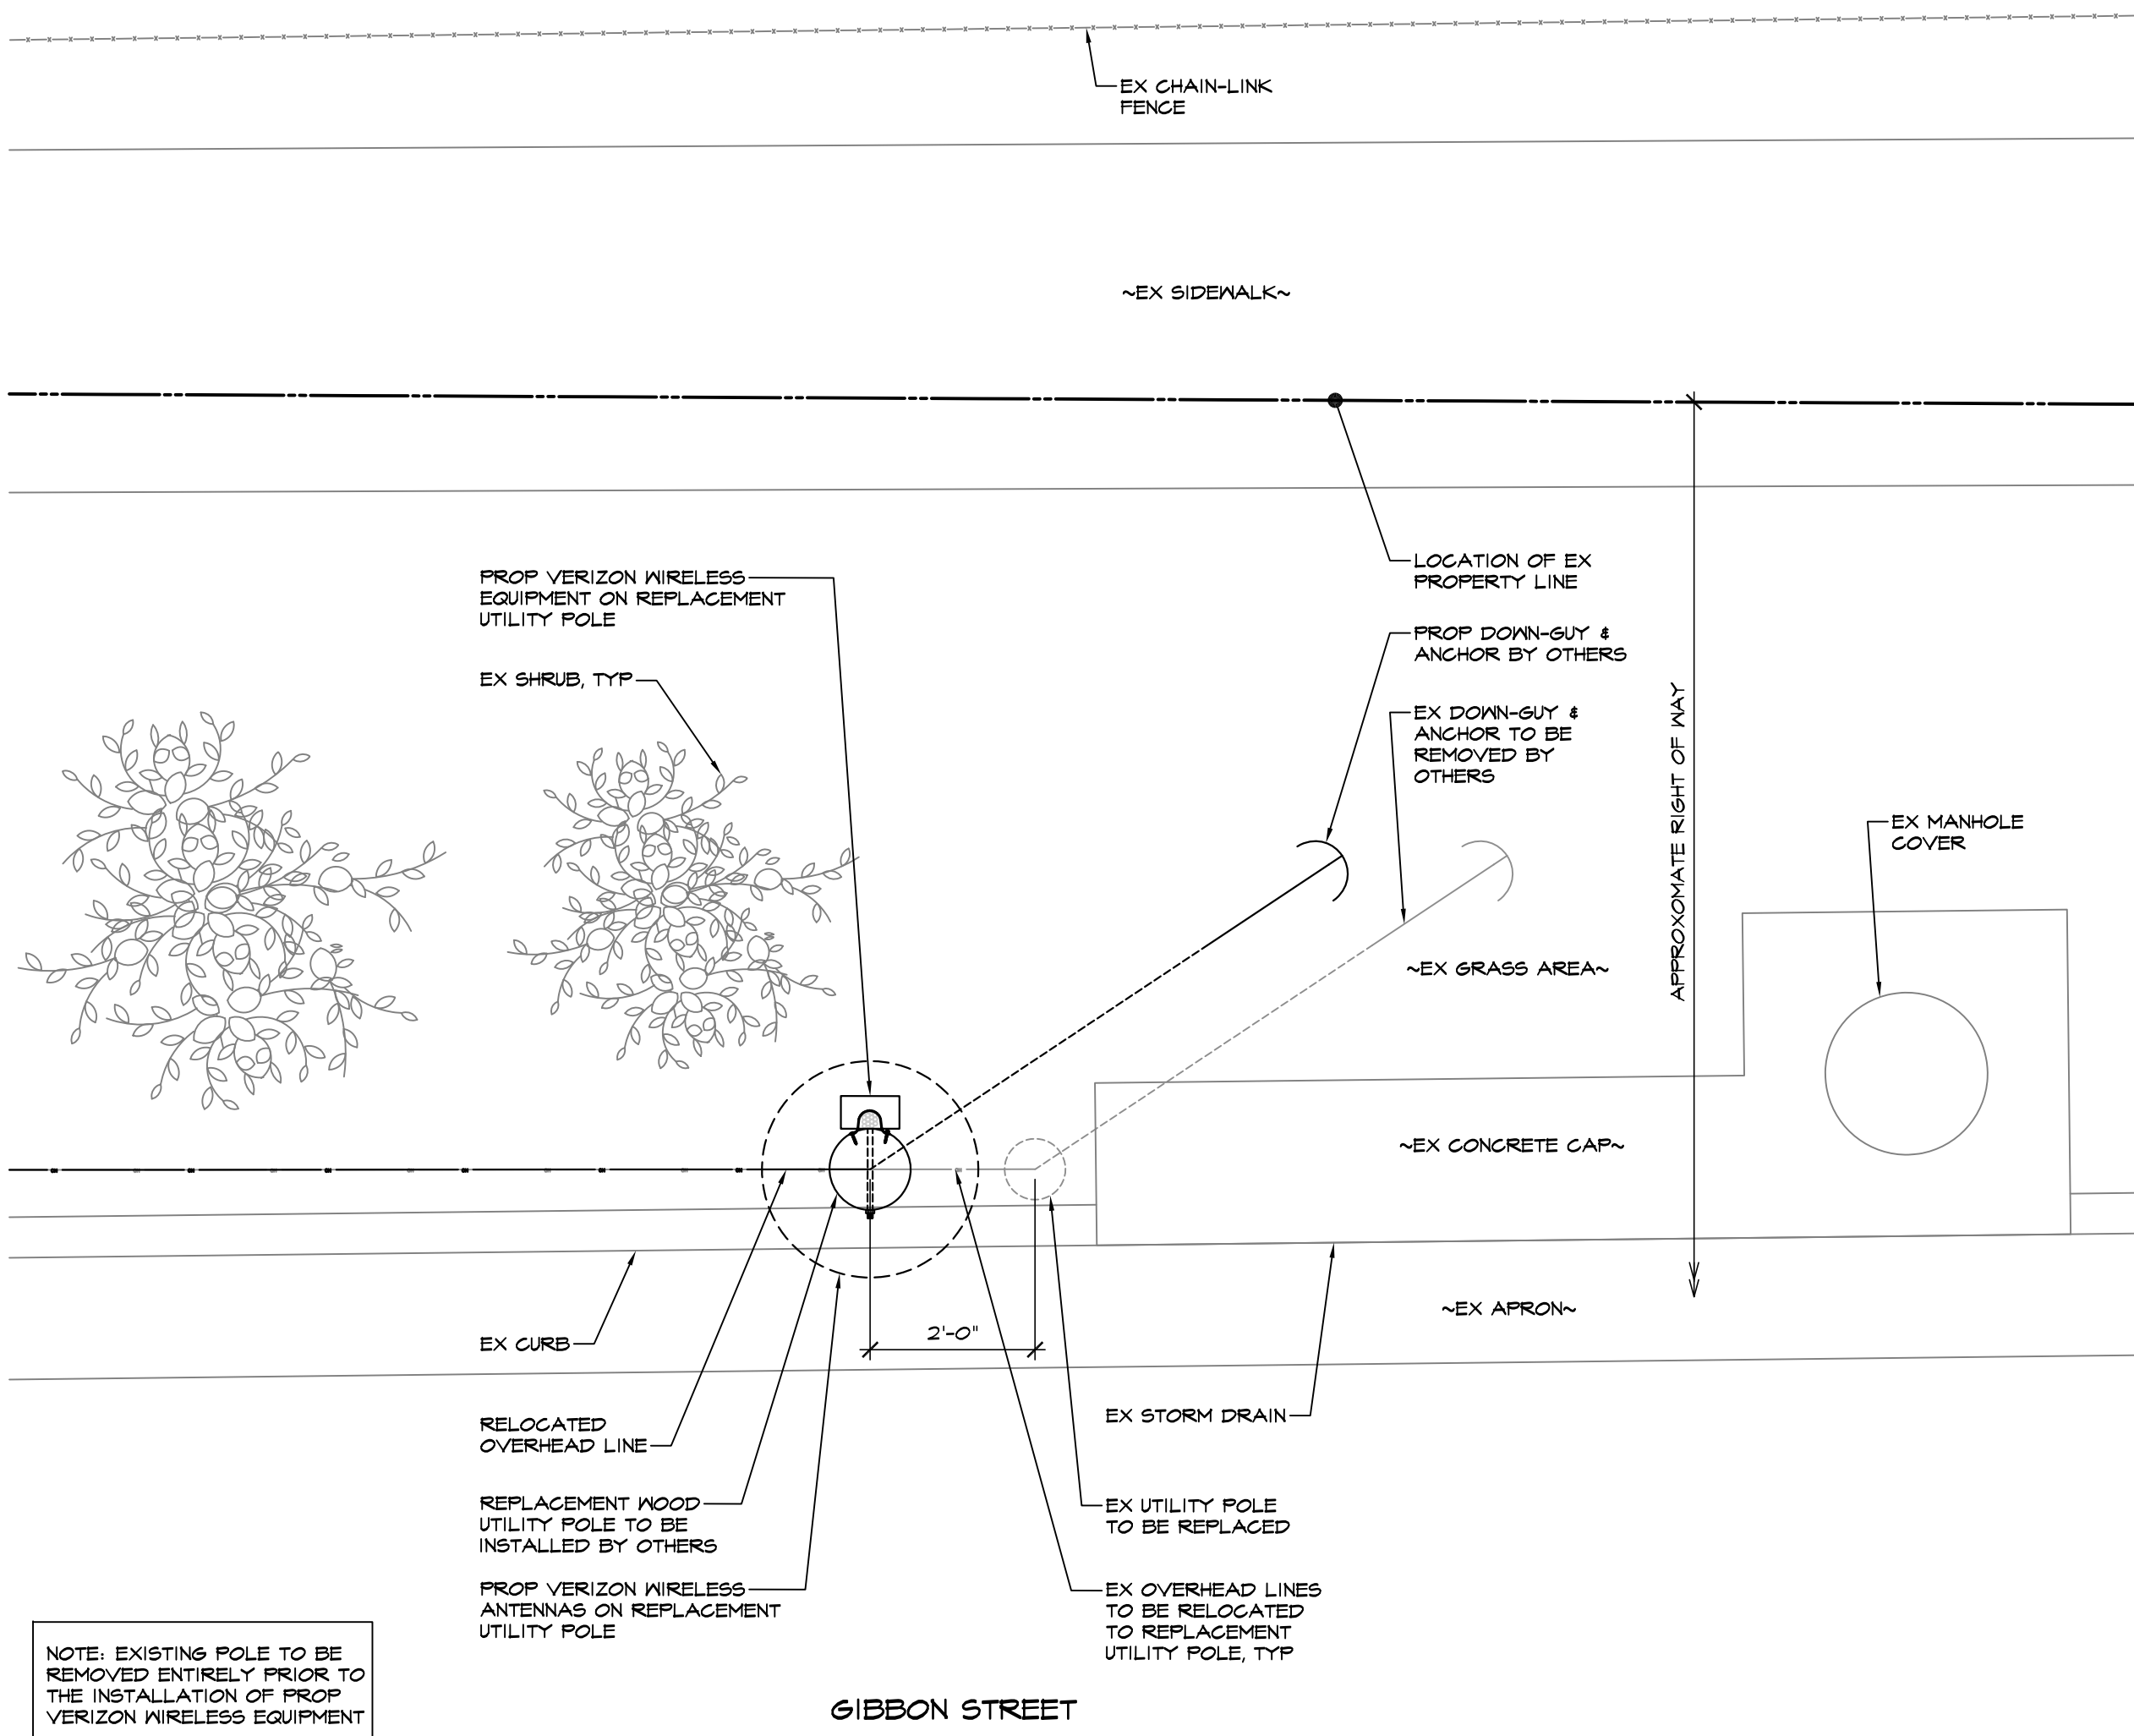 EX CHAIN-LINK
FENCE
~EX SIDEWALK~
LOCATION OF EX
PROPERTY LINE
PROP VERIZON WIRELESS
EQUIPMENT ON REPLACEMENT
UTILITY POLE
PROP DOWN-GUY &
ANCHOR BY OTHERS
EX SHRUB, TYP
EX DOWN-GUY &
ANCHOR TO BE
REMOVED BY
OTHERS
APPROXOMATE RIGHT OF WAY
EX MANHOLE
COVER
~EX GRASS AREA~
~EX CONCRETE CAP~
~EX APRON~
2'-0"
EX CURB
RELOCATED
OVERHEAD LINE
EX STORM DRAIN
REPLACEMENT WOOD
UTILITY POLE TO BE
INSTALLED BY OTHERS
EX UTILITY POLE
TO BE REPLACED
PROP VERIZON WIRELESS
ANTENNAS ON REPLACEMENT
UTILITY POLE
EX OVERHEAD LINES
TO BE RELOCATED
TO REPLACEMENT
UTILITY POLE, TYP
NOTE: EXISTING POLE TO BE
REMOVED ENTIRELY PRIOR TO
THE INSTALLATION OF PROP
VERIZON WIRELESS EQUIPMENT
GIBBON STREET